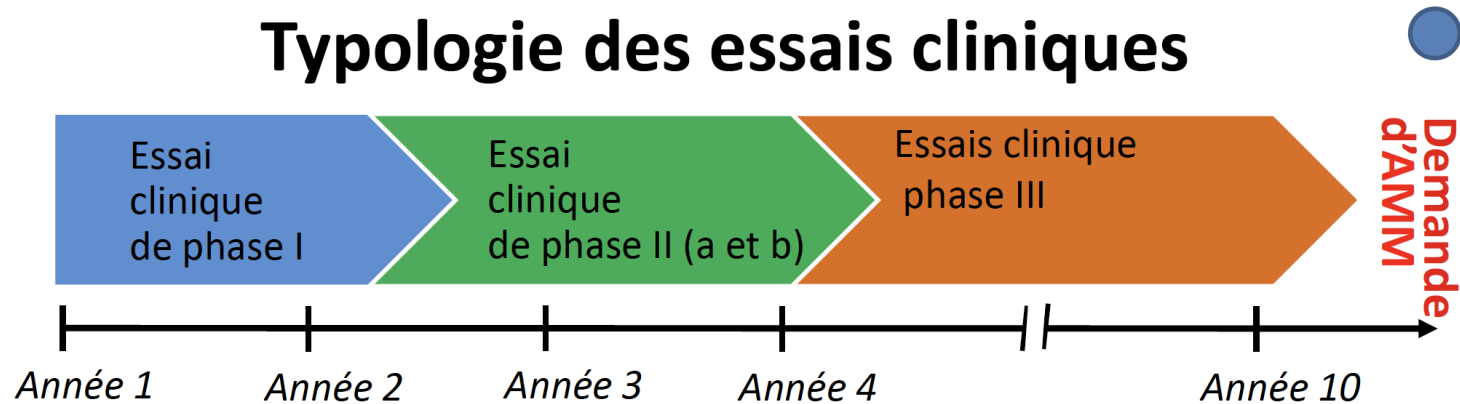 Typologie des essais cliniques
Essai
clinique
de phase I
Essai
clinique
de phase II (a et b)
Essais clinique
phase III
Demande
d'AMM
Année 1
Année 2
Année 3
Année 4
Année 10